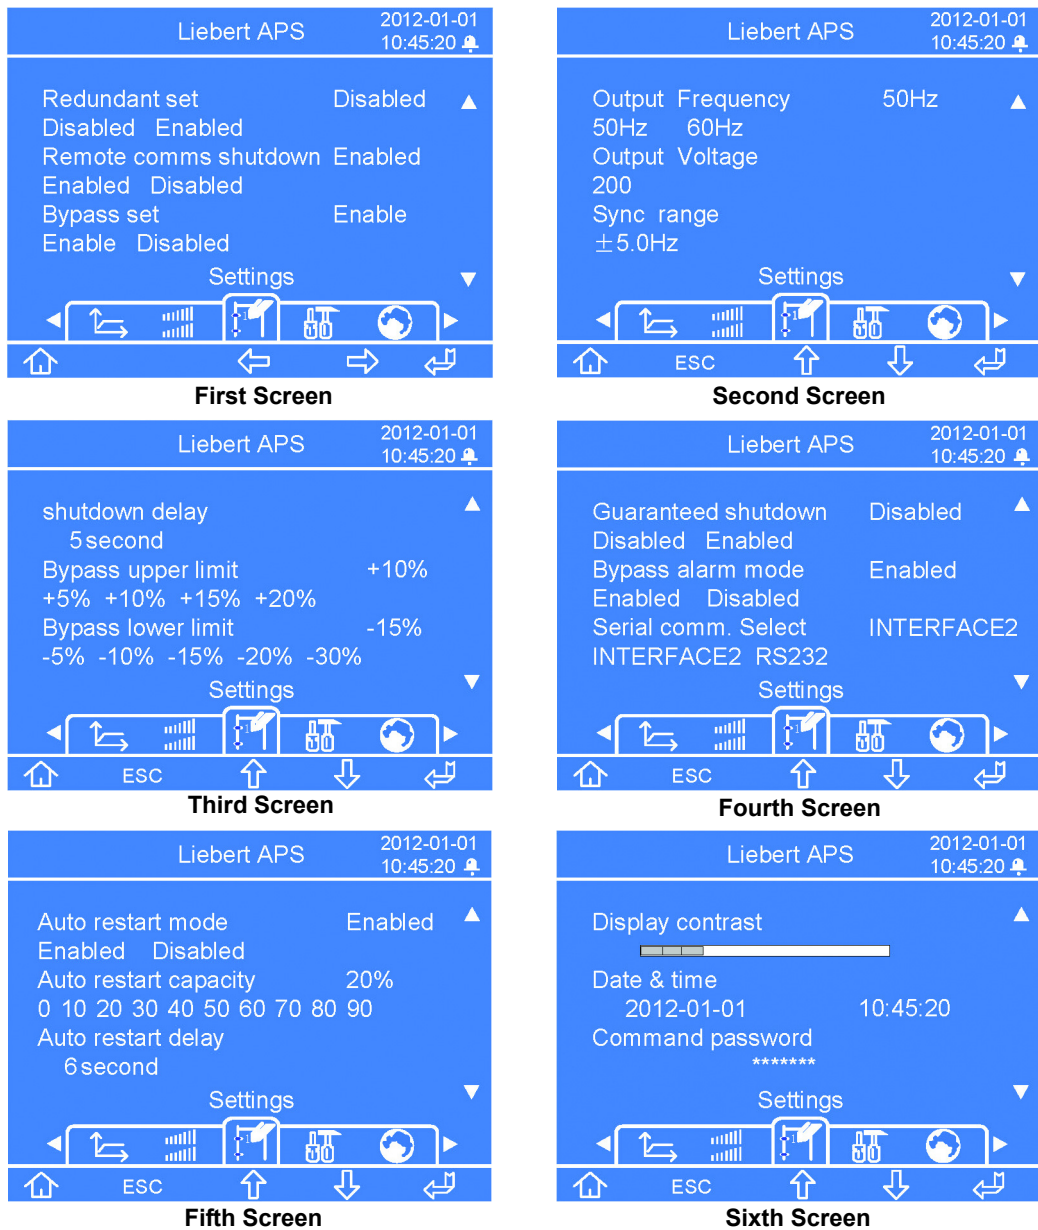 Liebert APS
2012-01-01
10:45:20
Redundant set Disabled
Disabled Enabled
Remote comms shutdown Enabled
Enabled Disabled
Bypass set Enable
Enable Disabled
Settings
First Screen
Liebert APS
2012-01-01
10:45:20
Output Frequency 50Hz
50Hz 60Hz
Output Voltage
200
Sync range
±5.0Hz
Settings
ESC
Second Screen
Liebert APS
2012-01-01
10:45:20
shutdown delay
5 second
Bypass upper limit +10%
+5% +10% +15% +20%
Bypass lower limit -15%
-5% -10% -15% -20% -30%
Settings
ESC
Third Screen
Liebert APS
2012-01-01
10:45:20
Guaranteed shutdown Disabled
Disabled Enabled
Bypass alarm mode Enabled
Enabled Disabled
Serial comm. Select INTERFACE2
INTERFACE2 RS232
Settings
ESC
Fourth Screen
Liebert APS
2012-01-01
10:45:20
Auto restart mode Enabled
Enabled Disabled
Auto restart capacity 20%
0 10 20 30 40 50 60 70 80 90
Auto restart delay
6 second
Settings
ESC
Fifth Screen
Liebert APS
2012-01-01
10:45:20
Display contrast
Date & time
2012-01-01 10:45:20
Command password
*******
Settings
ESC
Sixth Screen